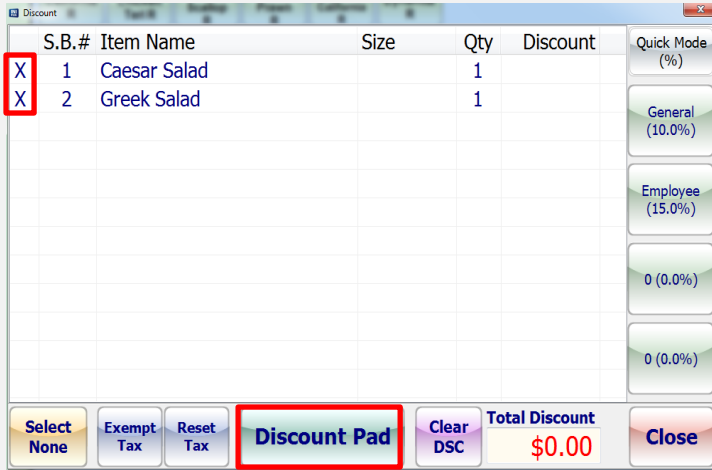 Discount
S.B.# Item Name Size Qty Discount
X 1 Caesar Salad 1
X 2 Greek Salad 1
Quick Mode
(%)
General
(10.0%)
Employee
(15.0%)
0 (0.0%)
0 (0.0%)
Select
None
Exempt
Tax
Reset
Tax
Discount Pad
Clear
DSC
Total Discount
$0.00
Close